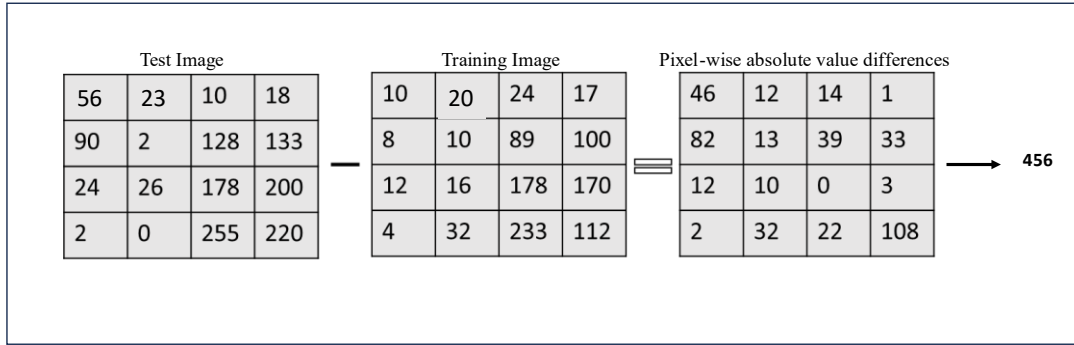 Test Image Training Image Pixel-wise absolute value differences
56 23 10 18 10 20 24 17 46 12 14 1
90 2 128 133 8 10 89 100 82 13 39 33
24 26 178 200 12 16 178 170 12 10 0 3
2 0 255 220 4 32 233 112 2 32 22 108
456